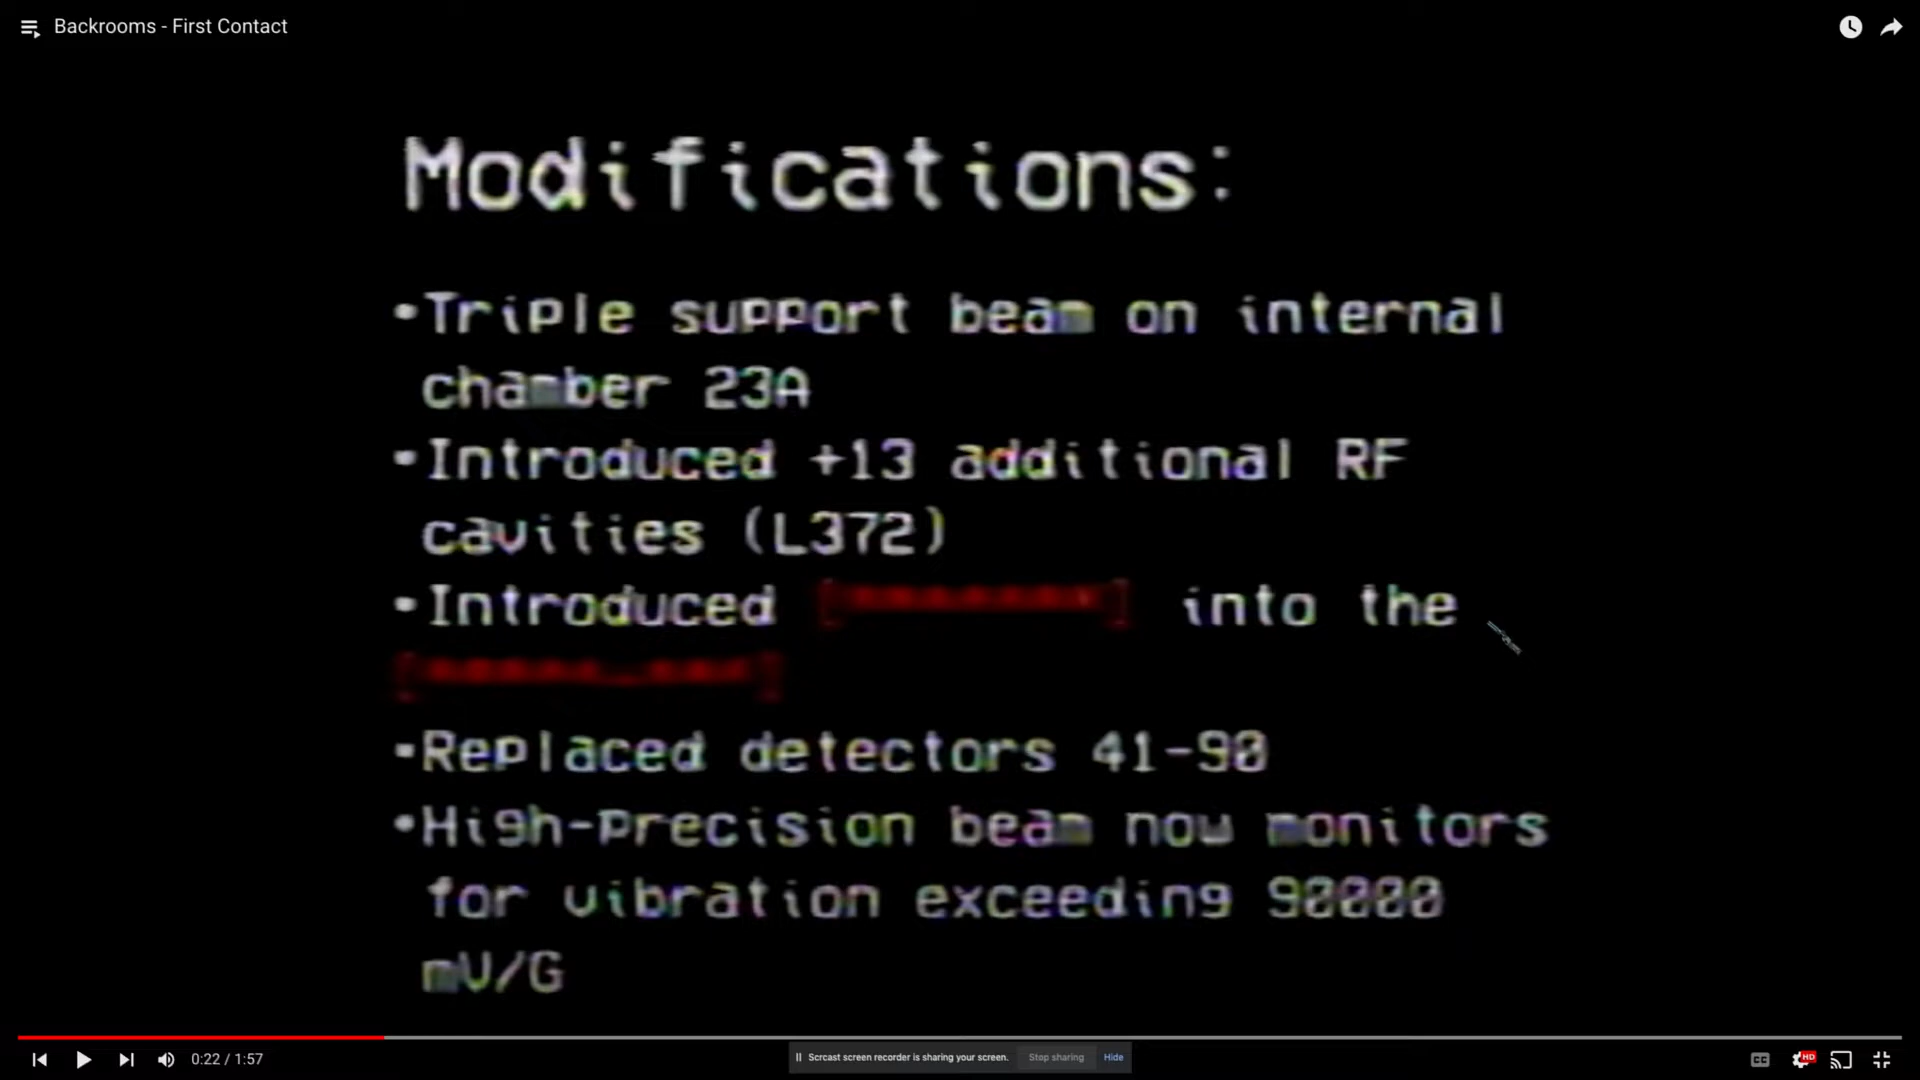 Backrooms - First Contact
Modifications:
•Triple support beam on internal
chamber 23A
•Introduced +13 additional RF
cavities (L372)
•Introduced [ ] into the
[ ]
•Replaced detectors 41-90
•High-Precision beam now monitors
for vibration exceeding 90000
mV/G
0:22 / 1:57
Scrcast screen recorder is sharing your screen. Stop sharing Hide
CC HD